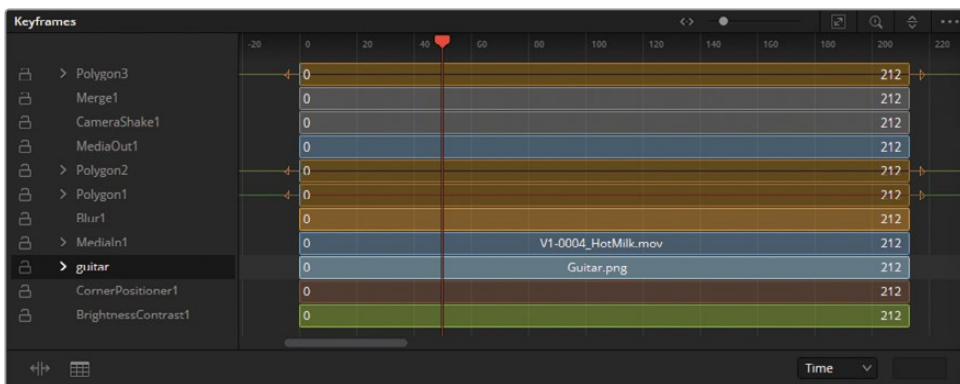 Keyframes
-20 0 20 40 60 80 100 120 140 160 180 200 220
Polygon3 0 212
Merge1 0 212
CameraShake1 0 212
MediaOut1 0 212
Polygon2 0 212
Polygon1 0 212
Blur1 0 212
MediaIn1 0 V1-0004_HotMilk.mov 212
guitar 0 Guitar.png 212
CornerPositioner1 0 212
BrightnessContrast1 0 212
Time